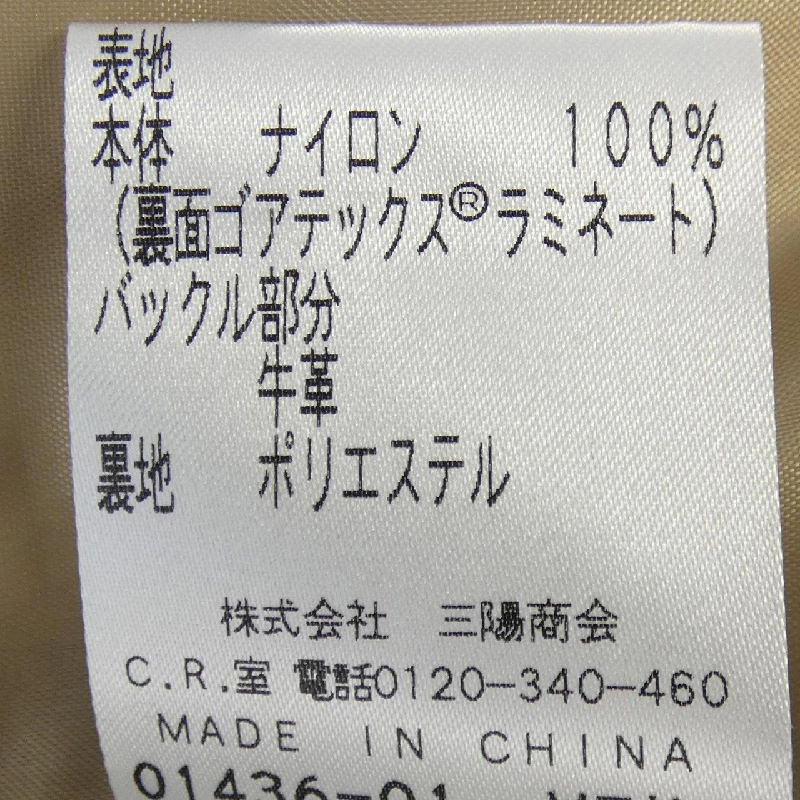 表地
本体 ナイロン 100%
(裏面ゴアテックス®ラミネート)
バックル部分
牛革
裏地 ポリエステル
株式会社 三陽商会
C.R.室 電話0120-340-460
MADE IN CHINA
01436-01